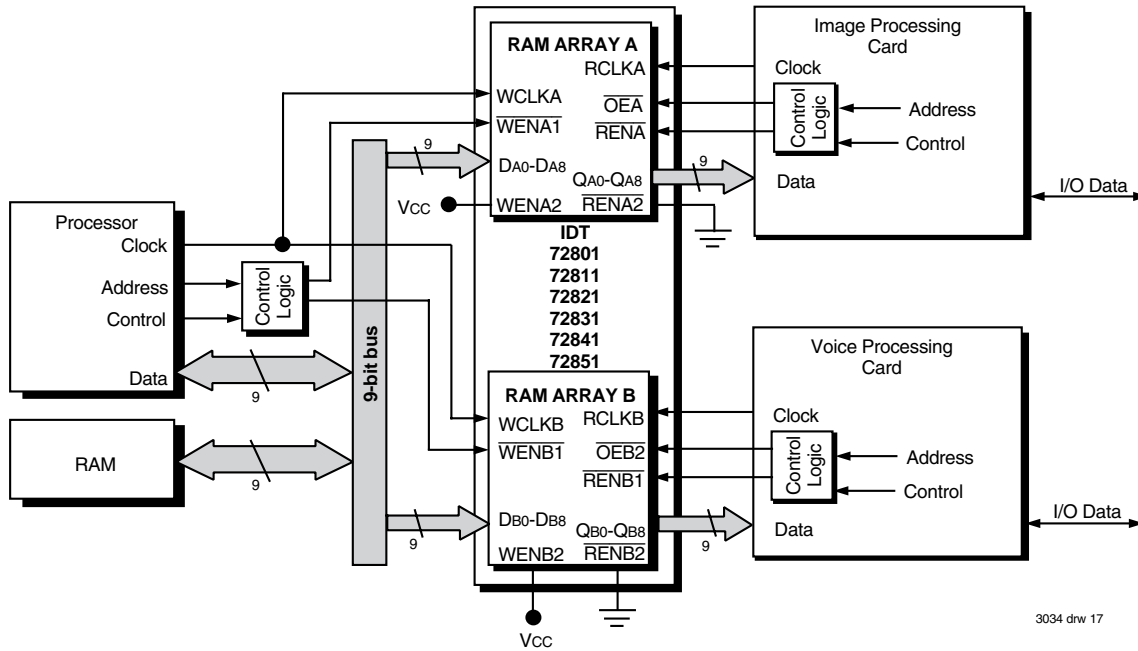 Processor
Clock
Address
Control
Data
9
Control
Logic
RAM
9
9-bit bus
9
9
VCC
RAM ARRAY A
RCLKA
WCLKA
OEA
WENA1
RENA
DA0-DA8
QA0-QA8
WENA2
RENA2
IDT
72801
72811
72821
72831
72841
72851
RAM ARRAY B
RCLKB
WCLKB
OEB2
WENB1
RENB1
DB0-DB8
QB0-QB8
WENB2
RENB2
VCC
9
9
Image Processing
Card
Clock
Control
Logic
Address
Control
Data
I/O Data
Voice Processing
Card
Clock
Control
Logic
Address
Control
Data
I/O Data
3034 drw 17